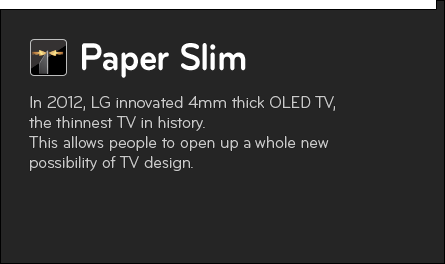 Paper Slim
In 2012, LG innovated 4mm thick OLED TV,
the thinnest TV in history.
This allows people to open up a whole new
possibility of TV design.